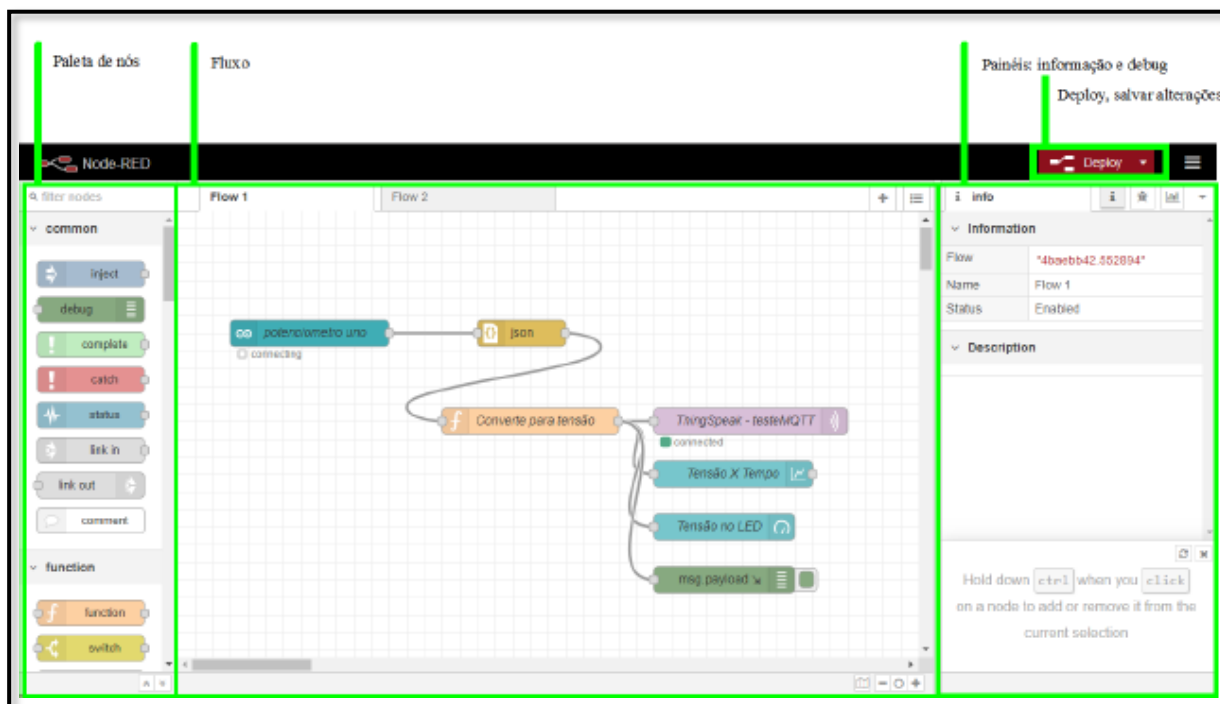 Paleta de nós
Fluxo
Painéis: informação e debug
Deploy, salvar alterações
Node-RED
Deploy
filter nodes
Flow 1
Flow 2
i info
common
inject
debug
complete
catch
status
link in
link out
comment
function
function
switch
potenciometro uno
connecting
json
Converte para tensão
ThingSpeak - testeMQTT
connected
Tensão X Tempo
Tensão no LED
msg.payload
Information
Flow
"4baebb42.552894"
Name
Flow 1
Status
Enabled
Description
Hold down ctrl when you click
on a node to add or remove it from the
current selection